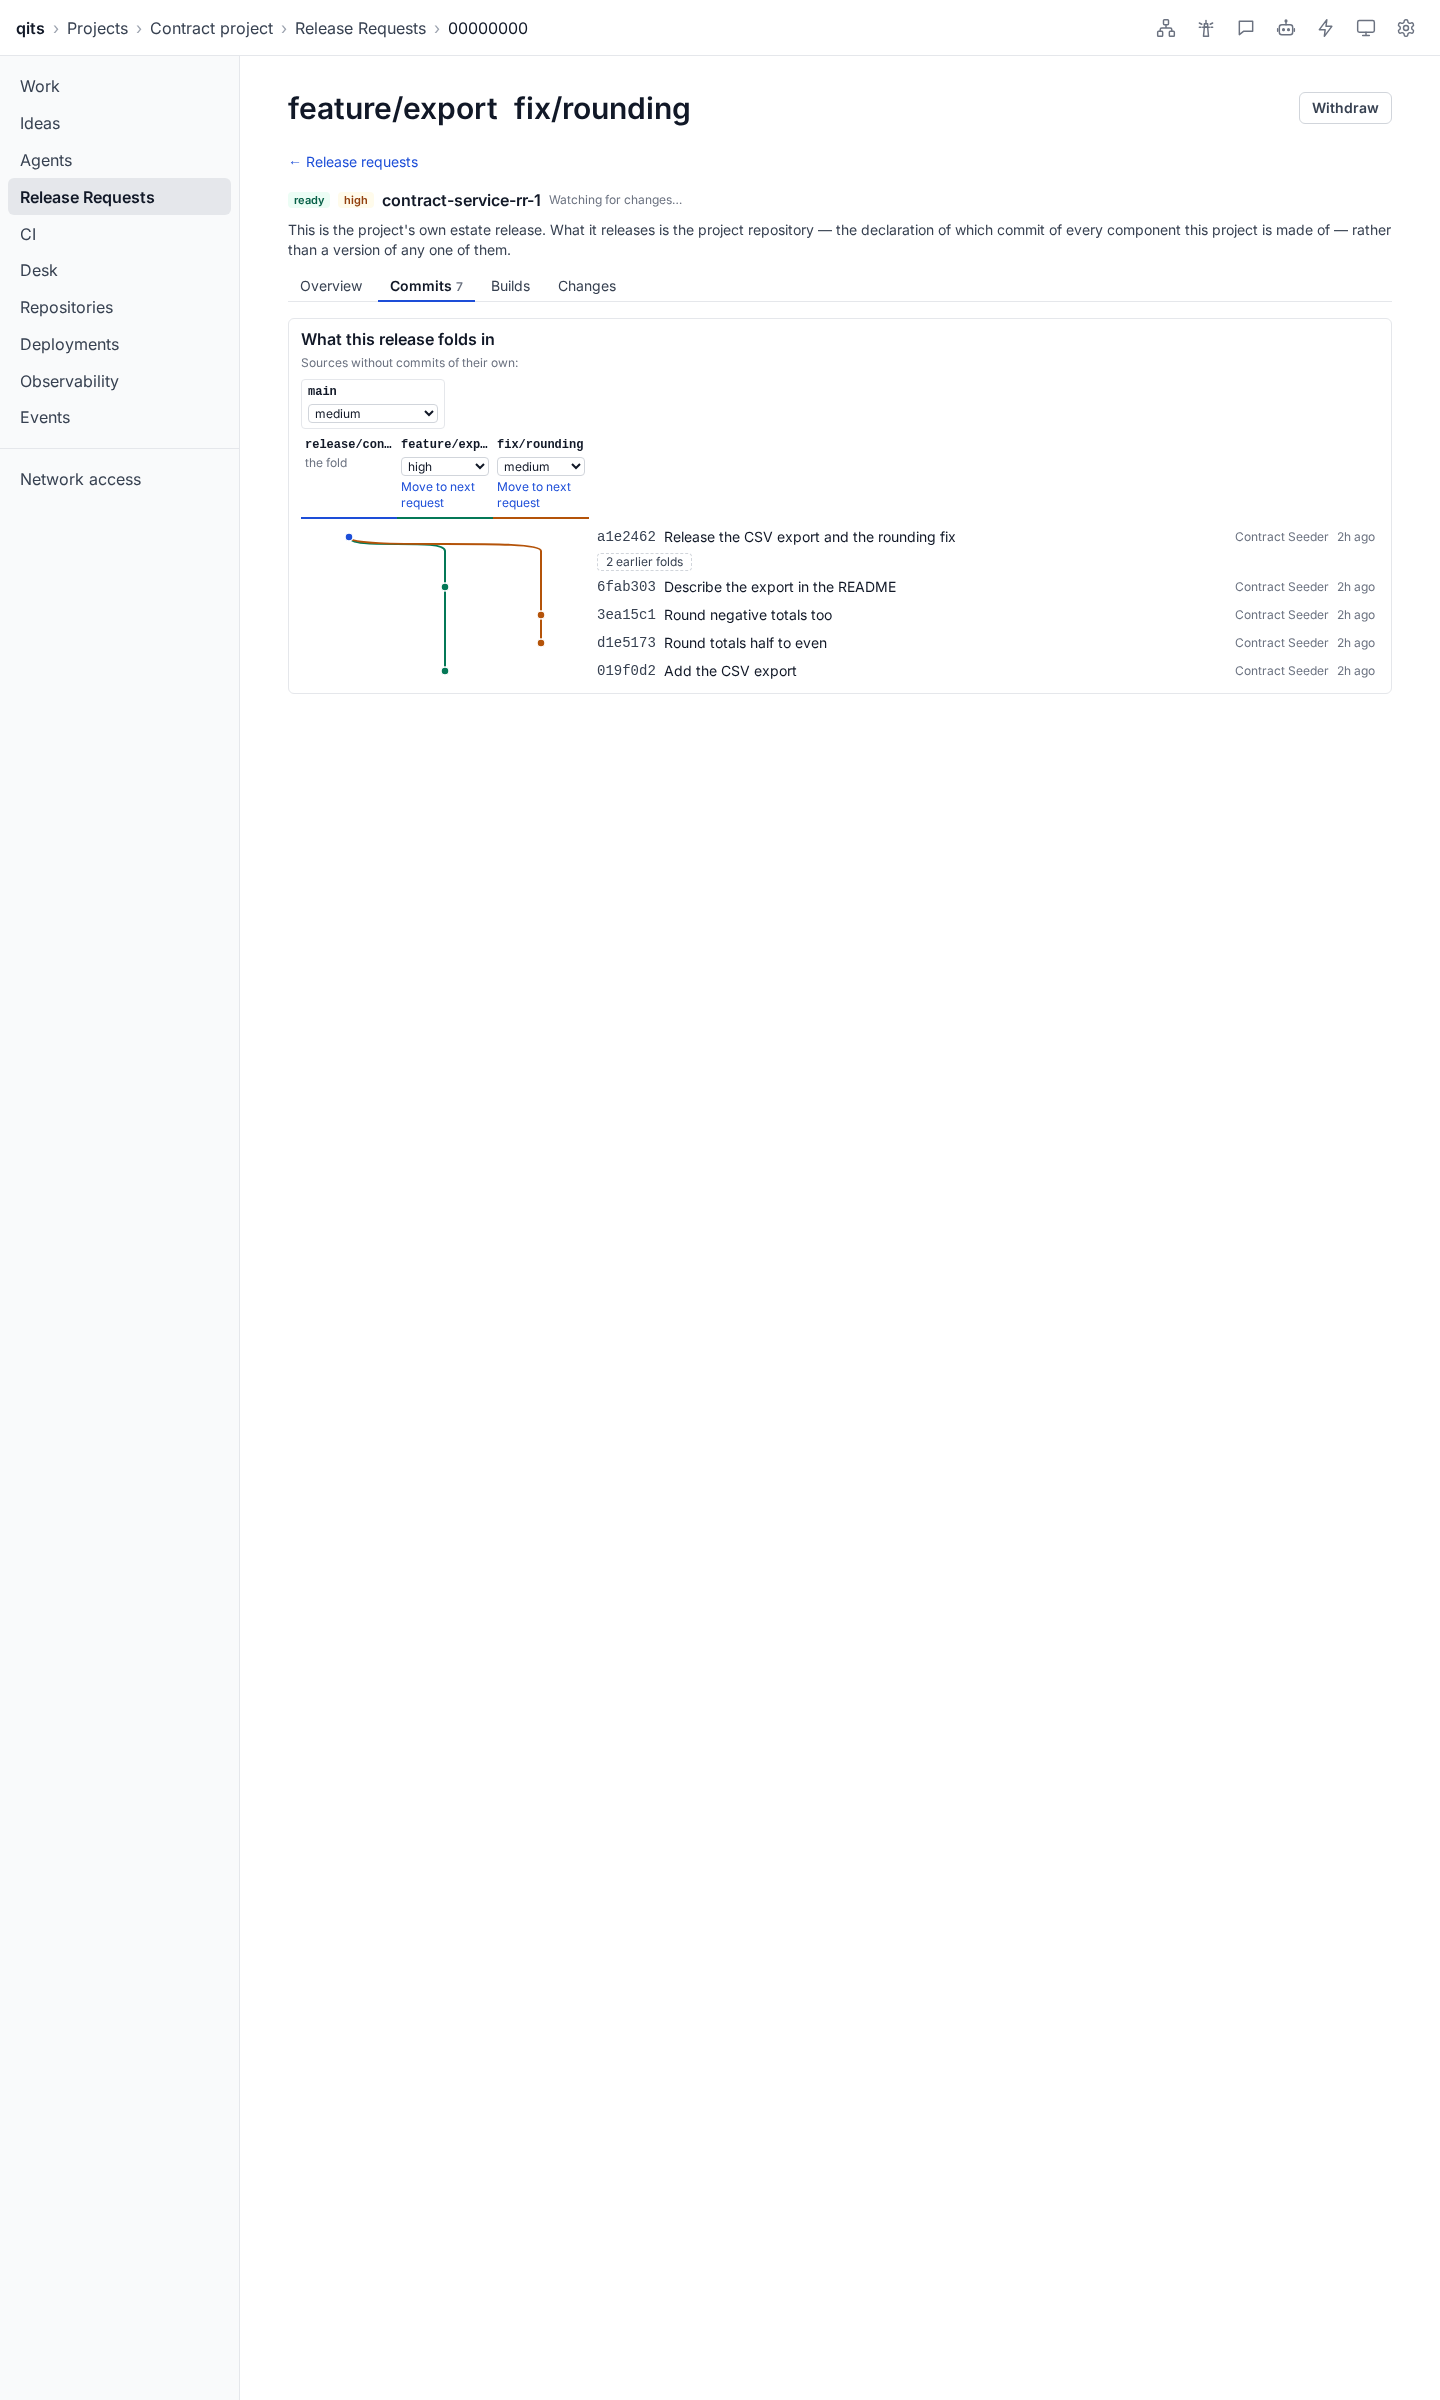 qits › Projects › Contract project › Release Requests › 00000000
Work
Ideas
Agents
Release Requests
CI
Desk
Repositories
Deployments
Observability
Events
Network access
feature/export fix/rounding
Withdraw
← Release requests
ready high contract-service-rr-1 Watching for changes…
This is the project's own estate release. What it releases is the project repository — the declaration of which commit of every component this project is made of — rather
than a version of any one of them.
Overview Commits 7 Builds Changes
What this release folds in
Sources without commits of their own:
main
medium
release/con… feature/exp… fix/rounding
the fold high medium
Move to next request Move to next request
a1e2462 Release the CSV export and the rounding fix Contract Seeder 2h ago
2 earlier folds
6fab303 Describe the export in the README Contract Seeder 2h ago
3ea15c1 Round negative totals too Contract Seeder 2h ago
d1e5173 Round totals half to even Contract Seeder 2h ago
019f0d2 Add the CSV export Contract Seeder 2h ago